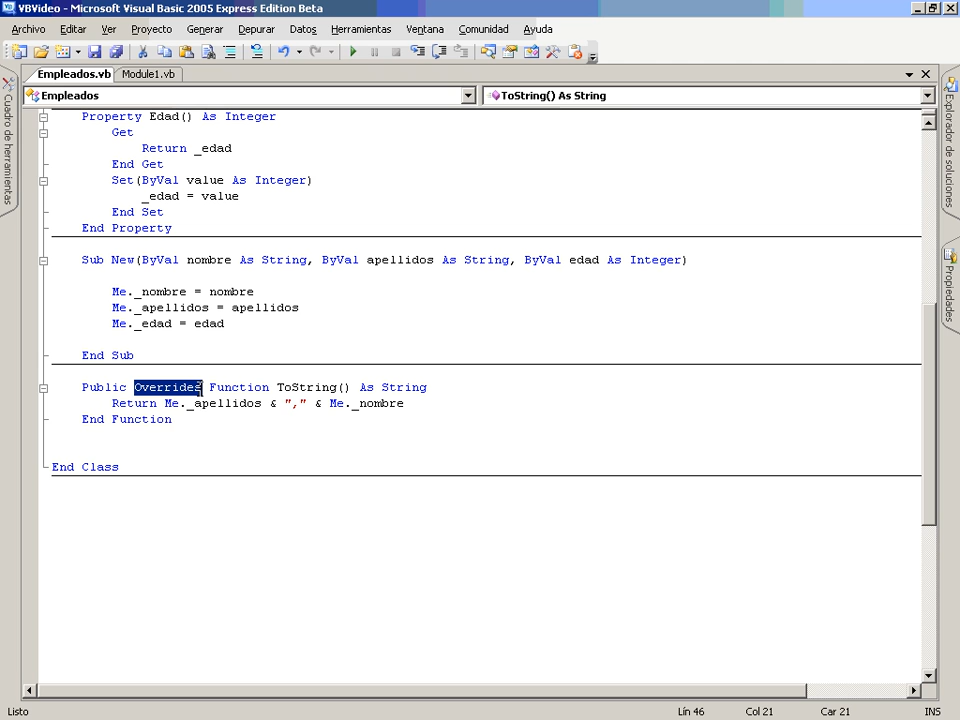 VBVideo - Microsoft Visual Basic 2005 Express Edition Beta
Archivo Editar Ver Proyecto Generar Depurar Datos Herramientas Ventana Comunidad Ayuda
Empleados.vb Module1.vb
Empleados ToString() As String
Cuadro de herramientas
Explorador de soluciones
Propiedades
Property Edad() As Integer
Get
Return _edad
End Get
Set(ByVal value As Integer)
_edad = value
End Set
End Property
Sub New(ByVal nombre As String, ByVal apellidos As String, ByVal edad As Integer)
Me._nombre = nombre
Me._apellidos = apellidos
Me._edad = edad
End Sub
Public Overrides Function ToString() As String
Return Me._apellidos & "," & Me._nombre
End Function
End Class
Listo Lín 46 Col 21 Car 21 INS